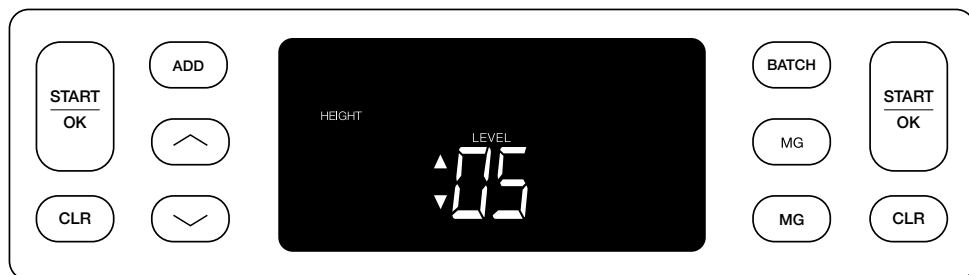 START
OK
CLR
ADD
HEIGHT
LEVEL
05
BATCH
MG
MG
START
OK
CLR